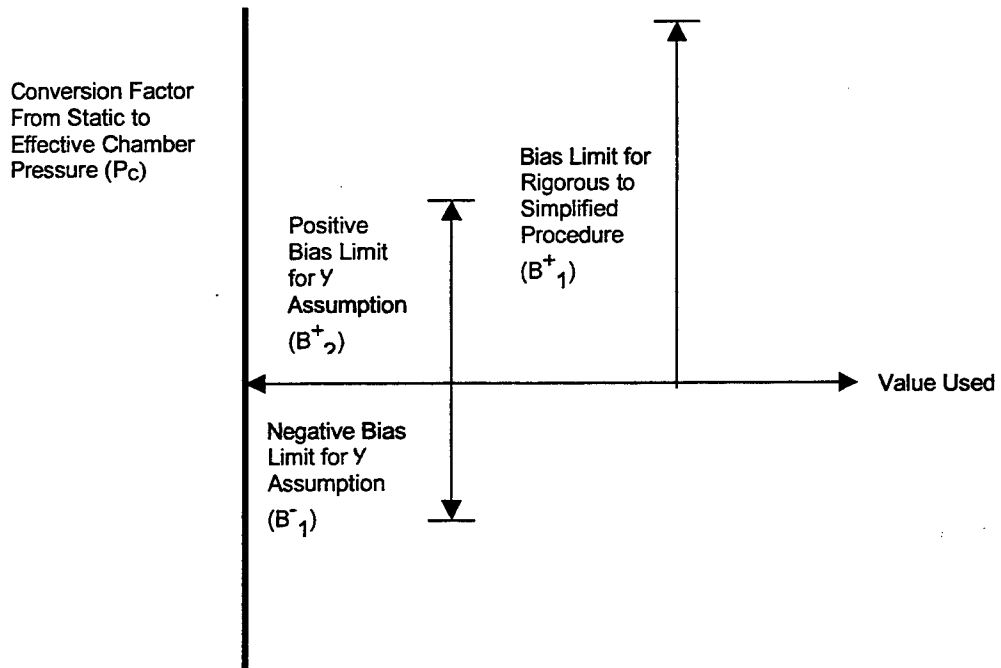 Conversion Factor
From Static to
Effective Chamber
Pressure (Pc)
Bias Limit for
Rigorous to
Simplified
Procedure
(B+1)
Positive
Bias Limit
for γ
Assumption
(B+2)
Value Used
Negative Bias
Limit for γ
Assumption
(B-1)